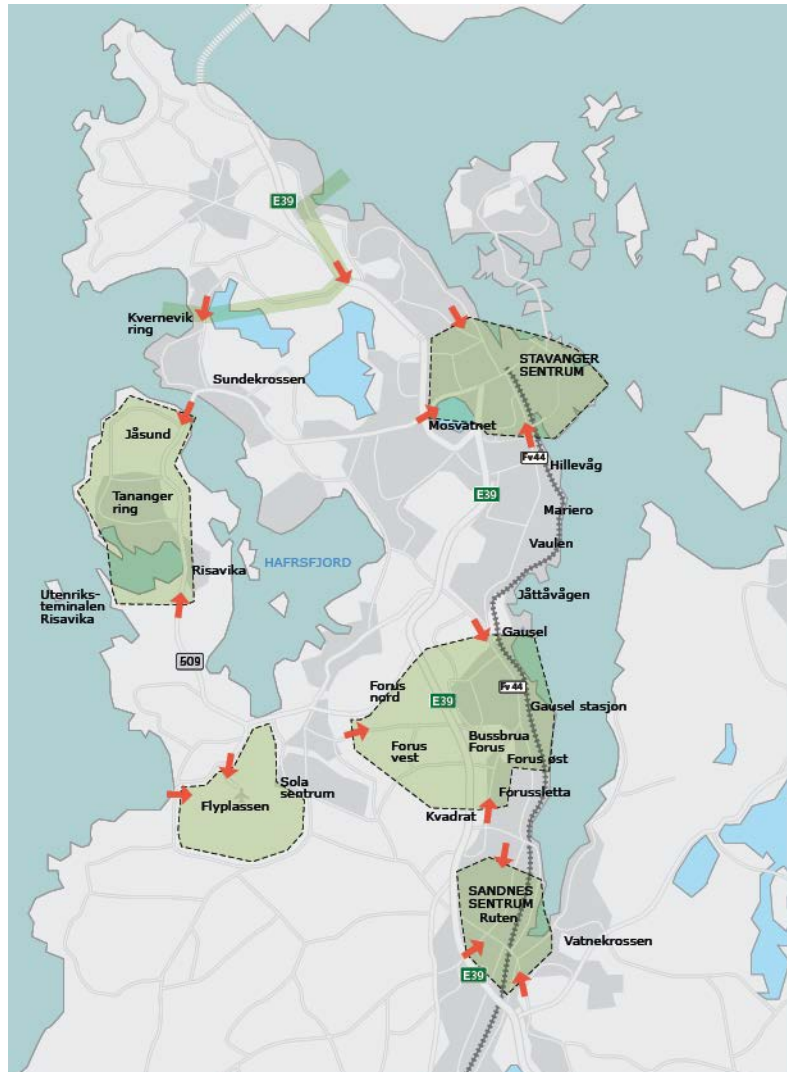 E39
Kvernevik
ring
STAVANGER
SENTRUM
Sundekrossen
Mosvatnet
Jåsund
Fv44
Hillevåg
Tananger
ring
E39
Mariero
Vaulen
HAFRSFJORD
Risavika
Utenriks-
teminalen
Risavika
Jåttåvågen
Gausel
509
Forus
nord
E39
Fv 44
Gausel stasjon
Bussbrua
Forus
Forus
vest
Forus øst
Sola
sentrum
Forussletta
Flyplassen
Kvadrat
SANDNES
SENTRUM
Ruten
Vatnekrossen
E39